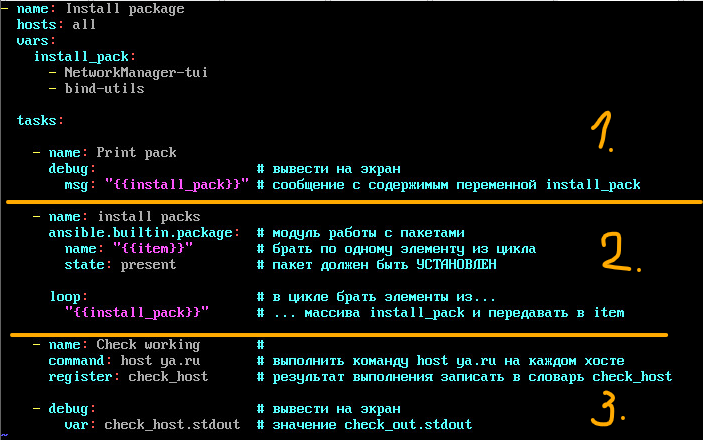 - name: Install package
  hosts: all
  vars:
    install_pack:
      - NetworkManager-tui
      - bind-utils
  tasks:
1.
    - name: Print pack
      debug:                    # вывести на экран
        msg: "{{install_pack}}" # сообщение с содержимым переменной install_pack
    - name: install packs
      ansible.builtin.package:  # модуль работы с пакетами
        name: "{{item}}"        # брать по одному элементу из цикла
        state: present          # пакет должен быть УСТАНОВЛЕН
2.
      loop:                     # в цикле брать элементы из...
        "{{install_pack}}"      # ... массива install_pack и передавать в item
    - name: Check working       #
      command: host ya.ru       # выполнить команду host ya.ru на каждом хосте
      register: check_host      # результат выполнения записать в словарь check_host
    - debug:                    # вывести на экран
        var: check_host.stdout  # значение check_out.stdout
3.
~